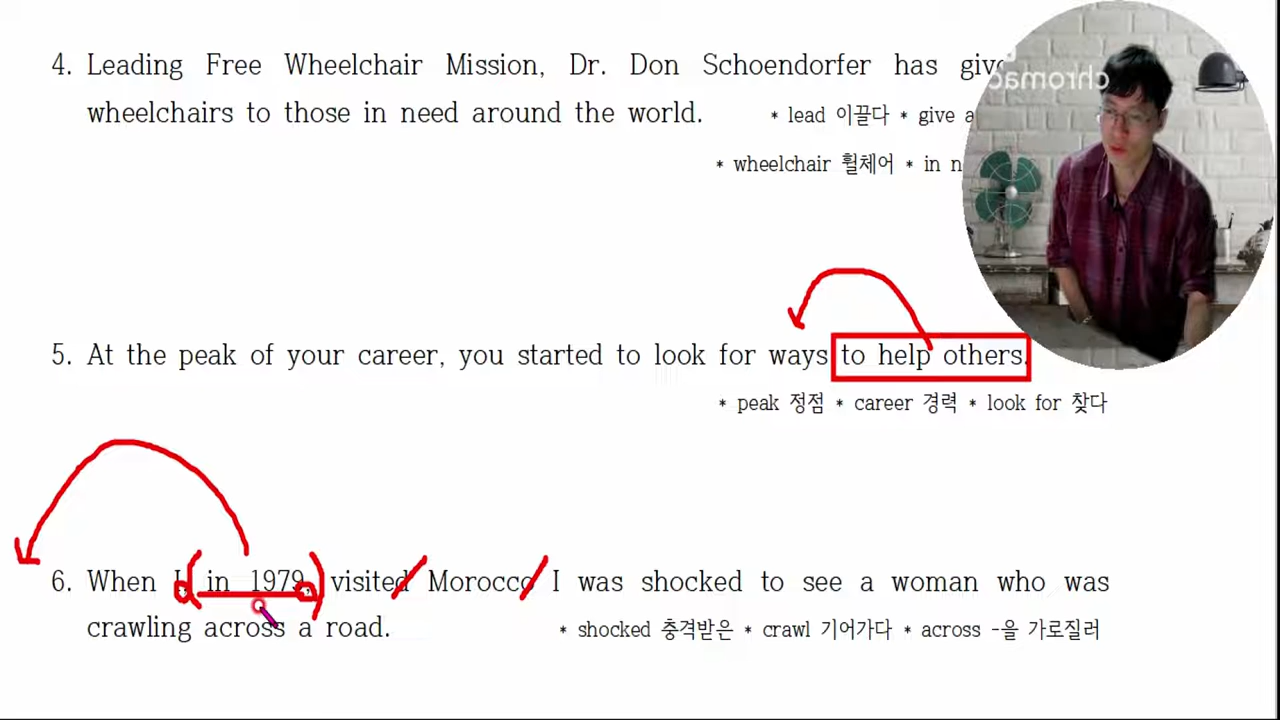 4. Leading Free Wheelchair Mission, Dr. Don Schoendorfer has
wheelchairs to those in need around the world.
* lead 이끌다 * give
* wheelchair 휠체어 * in
5. At the peak of your career, you started to look for ways to help others.
* peak 정점 * career 경력 * look for 찾다
6. When I, in 1979, visited Morocco I was shocked to see a woman who was
crawling across a road.
* shocked 충격받은 * crawl 기어가다 * across -을 가로질러